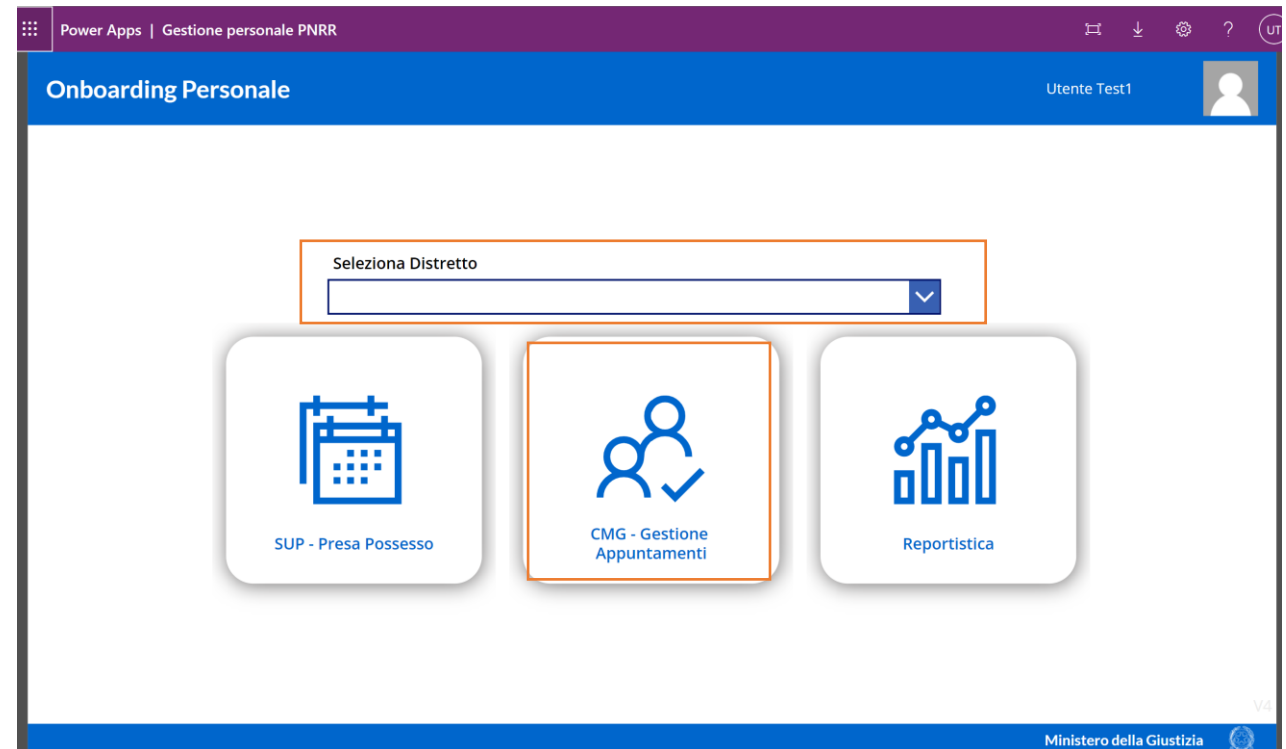 Power Apps | Gestione personale PNRR
? UT
Onboarding Personale
Utente Test1
Seleziona Distretto
SUP - Presa Possesso
CMG - Gestione
Appuntamenti
Reportistica
V4
Ministero della Giustizia